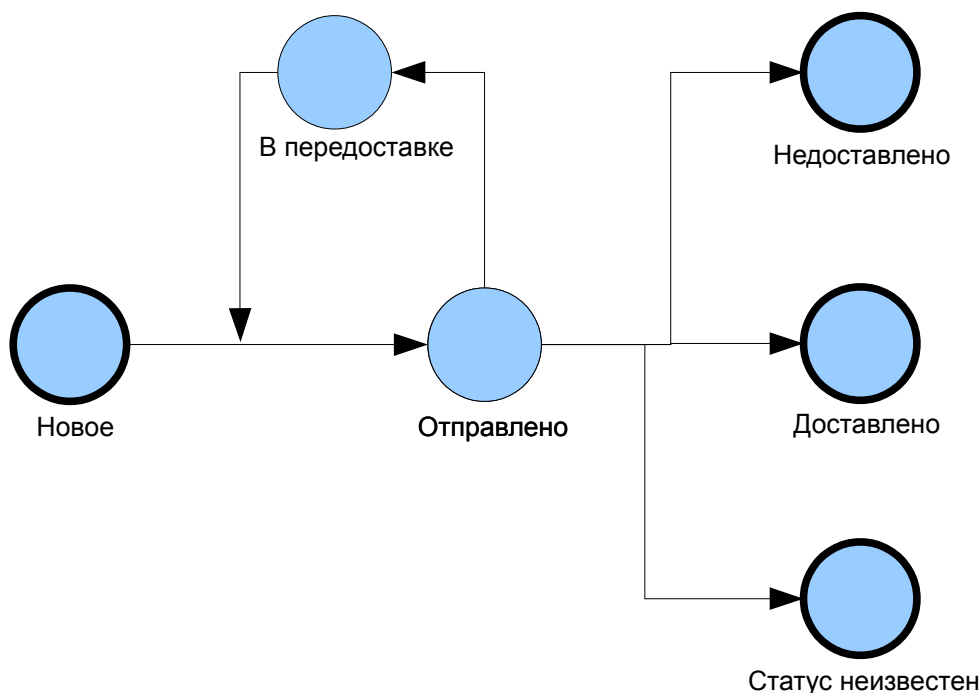 В передоставке
Недоставлено
Новое
Отправлено
Доставлено
Статус неизвестен